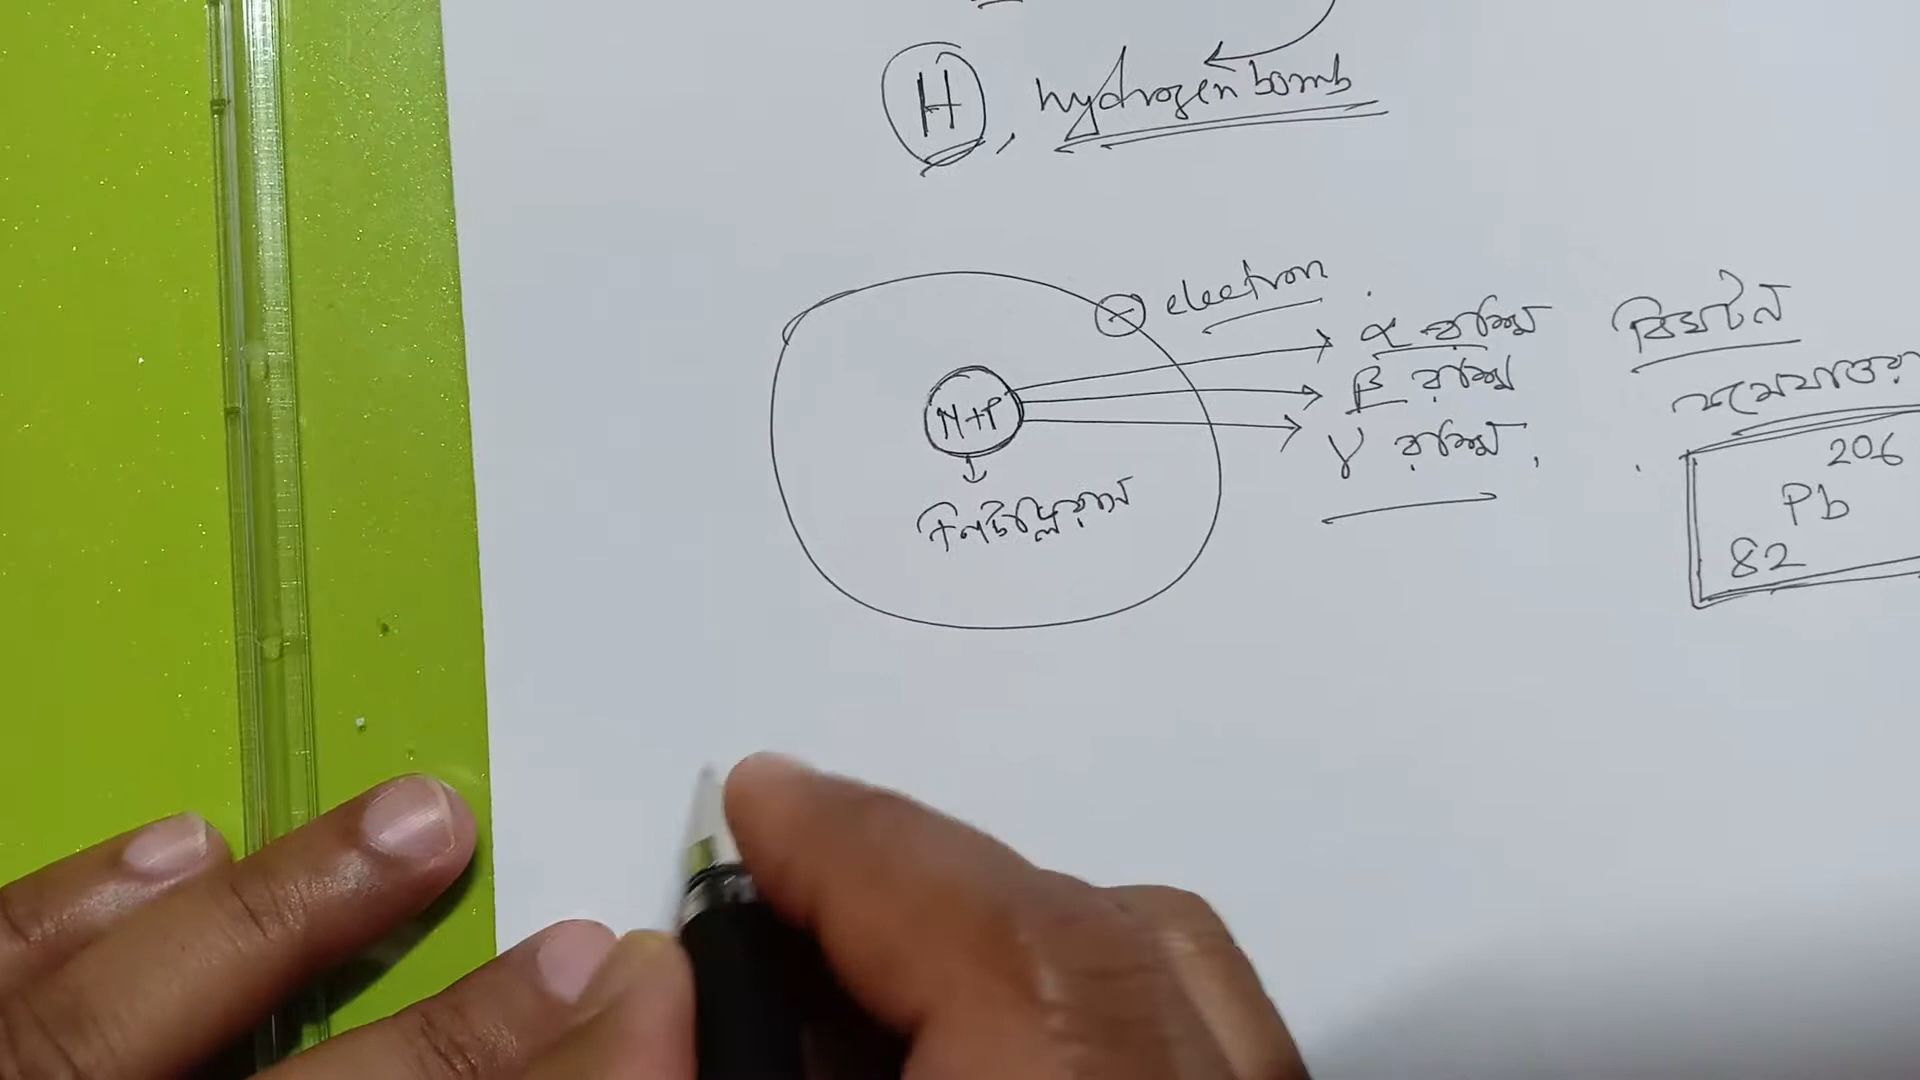 H, hydrogen bomb
electron
α রশ্মি
β রশ্মি
γ রশ্মি,
N+P
নিউক্লিয়াস
বিঘটন
206
Pb
82